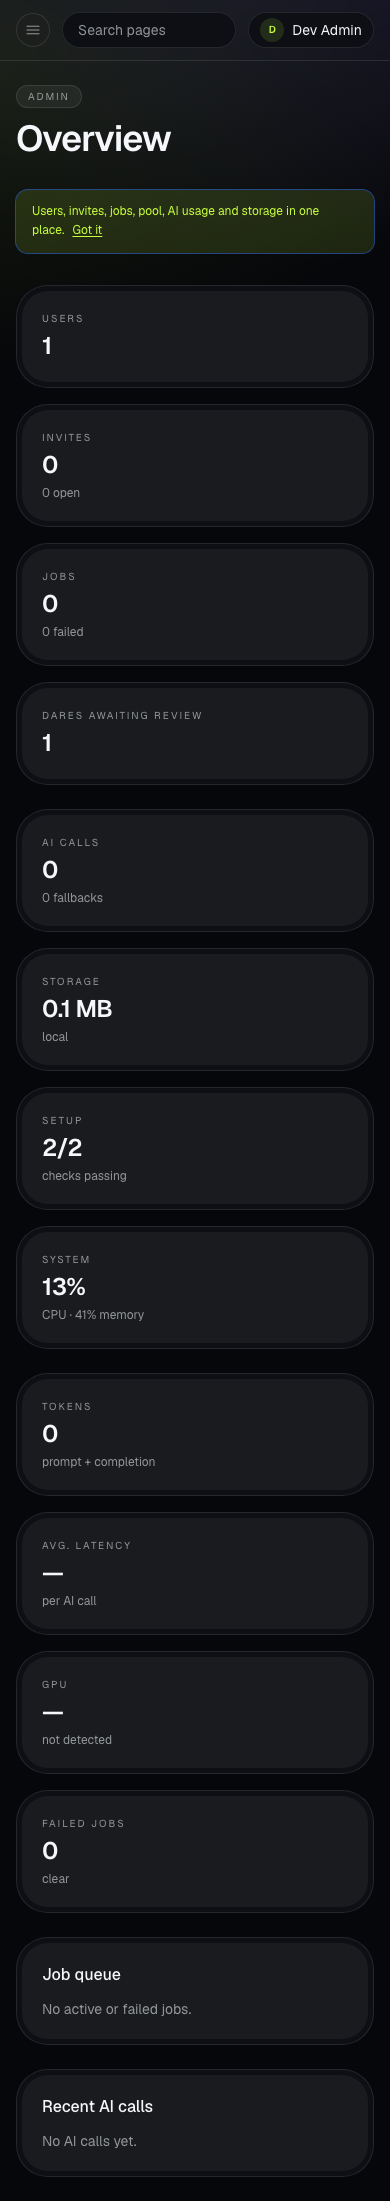 Search pages
D
Dev Admin
ADMIN
Overview
Users, invites, jobs, pool, AI usage and storage in one
place. Got it
USERS
1
INVITES
0
0 open
JOBS
0
0 failed
DARES AWAITING REVIEW
1
AI CALLS
0
0 fallbacks
STORAGE
0.1 MB
local
SETUP
2/2
checks passing
SYSTEM
13%
CPU · 41% memory
TOKENS
0
prompt + completion
AVG. LATENCY
—
per AI call
GPU
—
not detected
FAILED JOBS
0
clear
Job queue
No active or failed jobs.
Recent AI calls
No AI calls yet.